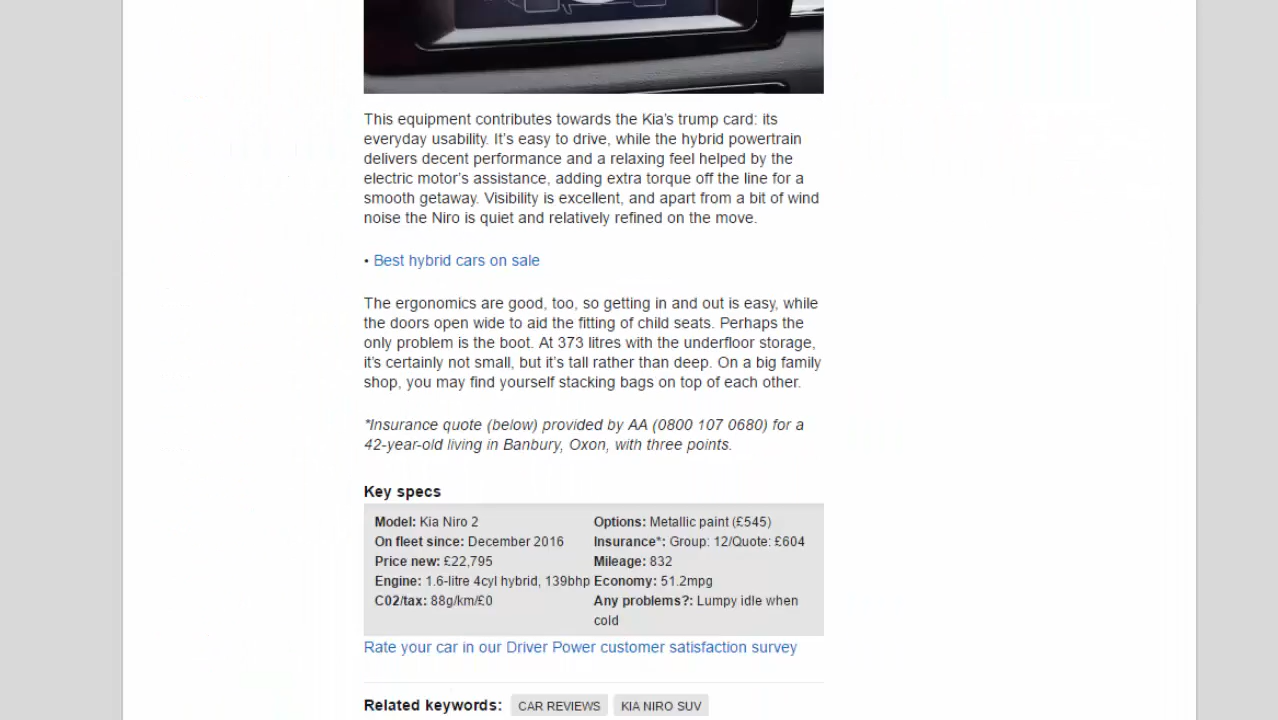 This equipment contributes towards the Kia's trump card: its
everyday usability. It's easy to drive, while the hybrid powertrain
delivers decent performance and a relaxing feel helped by the
electric motor's assistance, adding extra torque off the line for a
smooth getaway. Visibility is excellent, and apart from a bit of wind
noise the Niro is quiet and relatively refined on the move.
• Best hybrid cars on sale
The ergonomics are good, too, so getting in and out is easy, while
the doors open wide to aid the fitting of child seats. Perhaps the
only problem is the boot. At 373 litres with the underfloor storage,
it's certainly not small, but it's tall rather than deep. On a big family
shop, you may find yourself stacking bags on top of each other.
*Insurance quote (below) provided by AA (0800 107 0680) for a
42-year-old living in Banbury, Oxon, with three points.
Key specs
Model: Kia Niro 2
On fleet since: December 2016
Price new: £22,795
Engine: 1.6-litre 4cyl hybrid, 139bhp
C02/tax: 88g/km/£0
Options: Metallic paint (£545)
Insurance*: Group: 12/Quote: £604
Mileage: 832
Economy: 51.2mpg
Any problems?: Lumpy idle when
cold
Rate your car in our Driver Power customer satisfaction survey
Related keywords: CAR REVIEWS KIA NIRO SUV